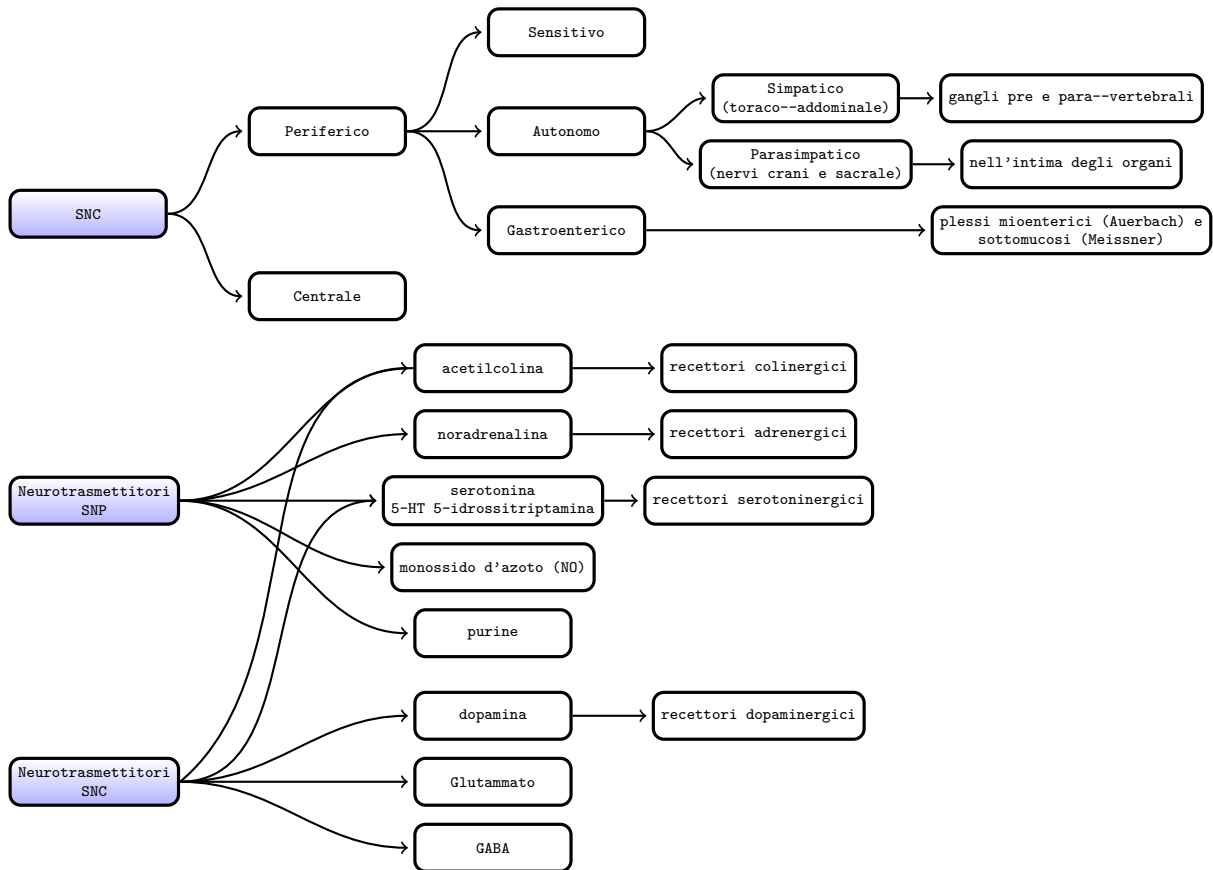 Sensitivo
Simpatico
(toraco--addominale)
gangli pre e para--vertebrali
Periferico
Autonomo
Parasimpatico
(nervi crani e sacrale)
nell'intima degli organi
SNC
Gastroenterico
plessi mioenterici (Auerbach) e
sottomucosi (Meissner)
Centrale
acetilcolina
recettori colinergici
noradrenalina
recettori adrenergici
Neurotrasmettitori
SNP
serotonina
5-HT 5-idrossitriptamina
recettori serotoninergici
monossido d'azoto (NO)
purine
dopamina
recettori dopaminergici
Neurotrasmettitori
SNC
Glutammato
GABA